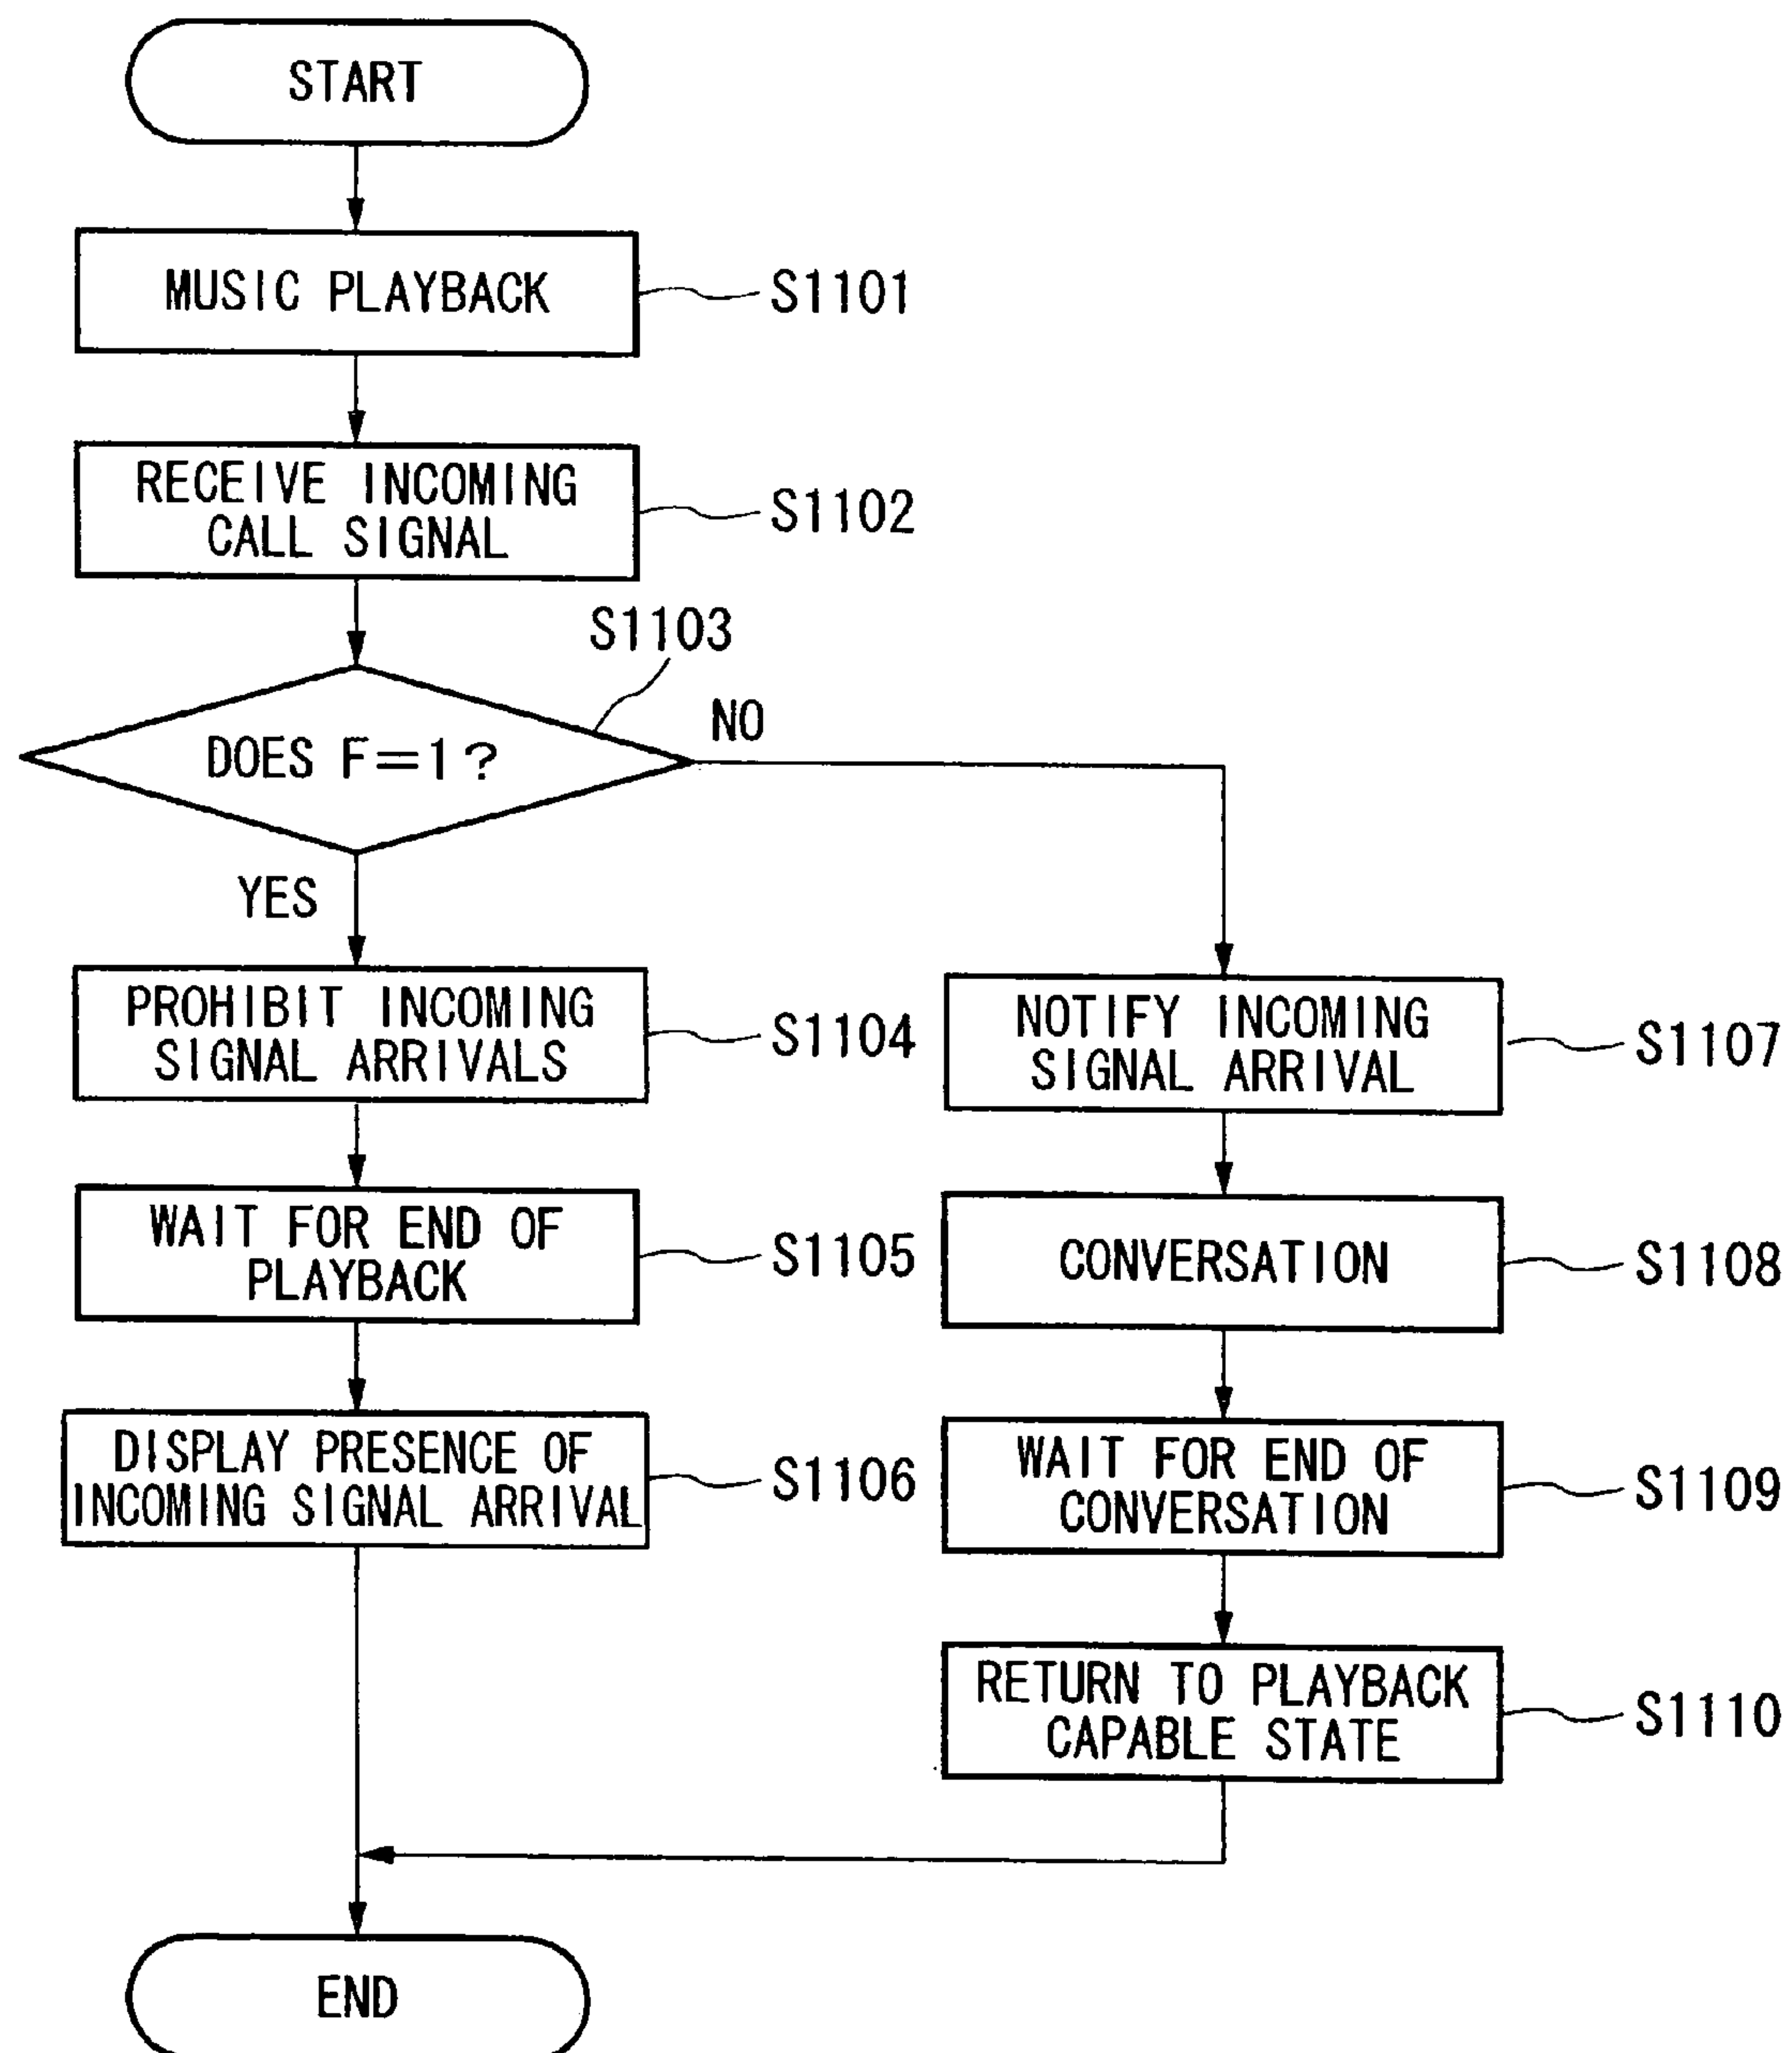 START
MUSIC PLAYBACK
S1101
RECEIVE INCOMING
CALL SIGNAL
S1102
S1103
DOES F=1?
NO
YES
PROHIBIT INCOMING
SIGNAL ARRIVALS
S1104
WAIT FOR END OF
PLAYBACK
S1105
DISPLAY PRESENCE OF
INCOMING SIGNAL ARRIVAL
S1106
NOTIFY INCOMING
SIGNAL ARRIVAL
S1107
CONVERSATION
S1108
WAIT FOR END OF
CONVERSATION
S1109
RETURN TO PLAYBACK
CAPABLE STATE
S1110
END